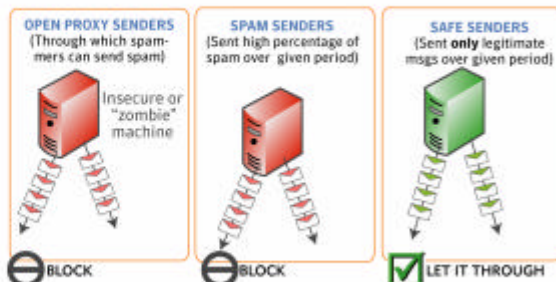 OPEN PROXY SENDERS
(Through which spam-
mers can send spam)
Insecure or
"zombie"
machine
BLOCK
SPAM SENDERS
(Sent high percentage of
spam over given period)
BLOCK
SAFE SENDERS
(Sent only legitimate
msgs over given period)
LET IT THROUGH